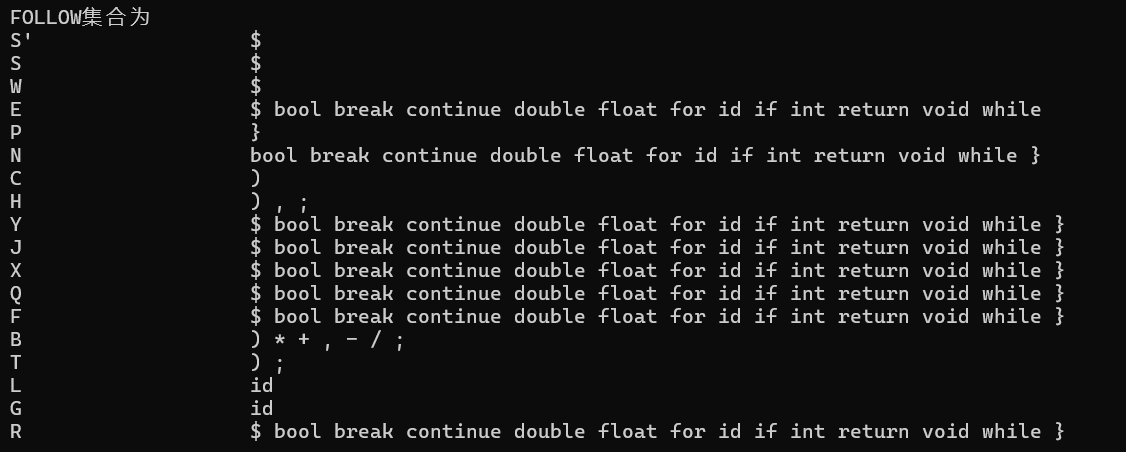 FOLLOW集合为
S' $
S $
W $
E $ bool break continue double float for id if int return void while
P }
N bool break continue double float for id if int return void while }
C )
H ) , ;
Y $ bool break continue double float for id if int return void while }
J $ bool break continue double float for id if int return void while }
X $ bool break continue double float for id if int return void while }
Q $ bool break continue double float for id if int return void while }
F $ bool break continue double float for id if int return void while }
B ) * + , - / ;
T ) ;
L id
G id
R $ bool break continue double float for id if int return void while }